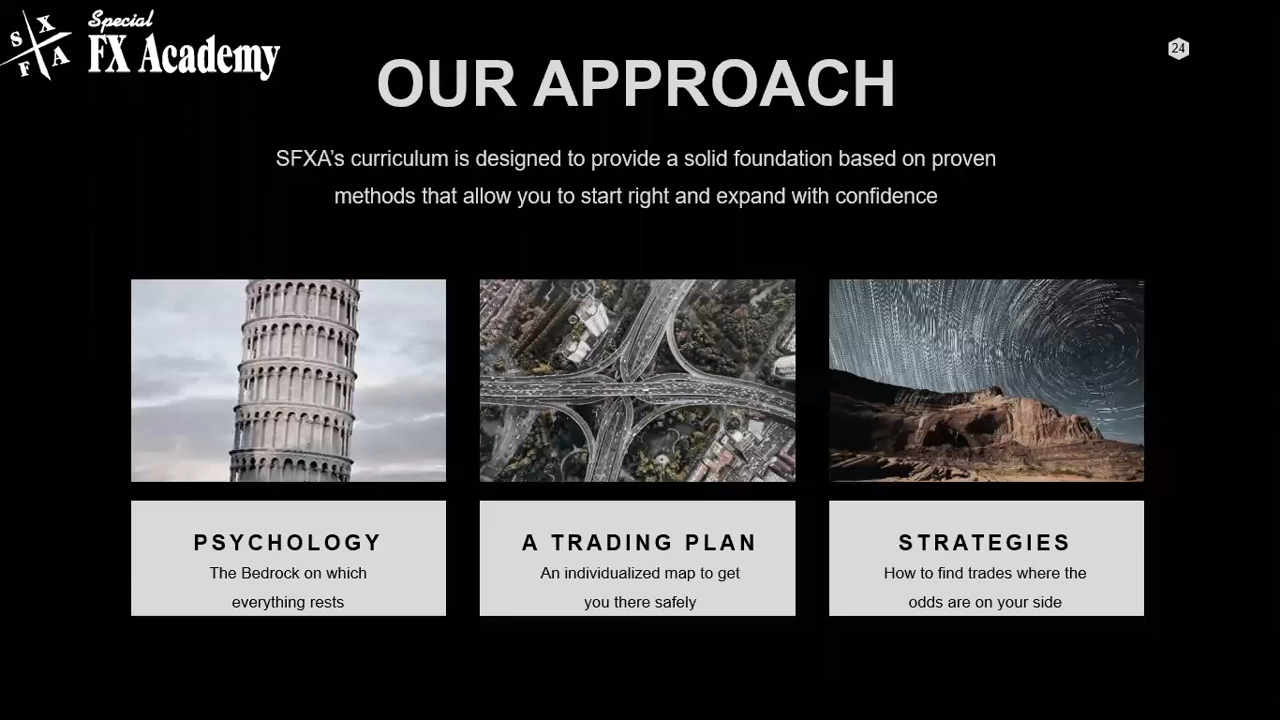 S X
F A
Special
FX Academy
24
OUR APPROACH
SFXA’s curriculum is designed to provide a solid foundation based on proven
methods that allow you to start right and expand with confidence
PSYCHOLOGY
The Bedrock on which
everything rests
A TRADING PLAN
An individualized map to get
you there safely
STRATEGIES
How to find trades where the
odds are on your side